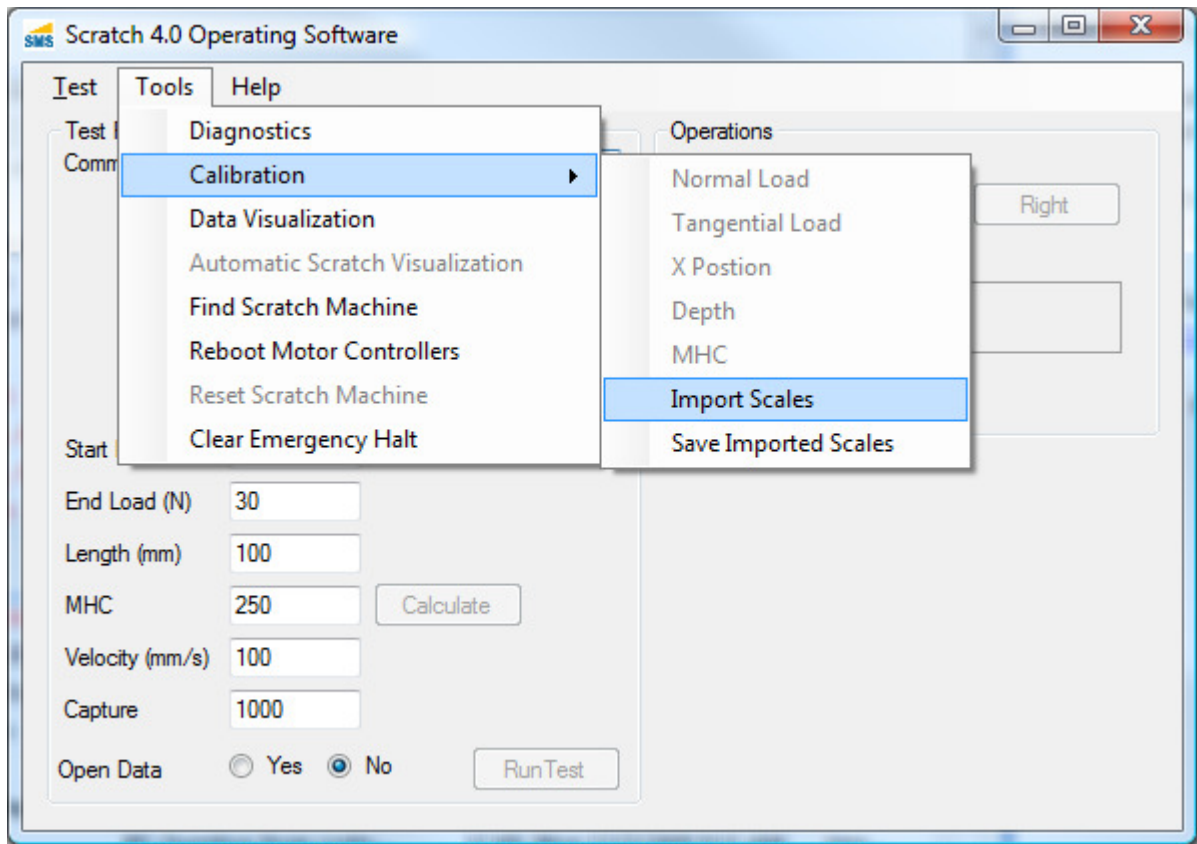 SMS Scratch 4.0 Operating Software
Test Tools Help
Test
Comm
Diagnostics
Calibration
Data Visualization
Automatic Scratch Visualization
Find Scratch Machine
Reboot Motor Controllers
Reset Scratch Machine
Clear Emergency Halt
Operations
Normal Load
Tangential Load
X Postion
Depth
MHC
Import Scales
Save Imported Scales
Right
Start
End Load (N) 30
Length (mm) 100
MHC 250 Calculate
Velocity (mm/s) 100
Capture 1000
Open Data Yes No RunTest